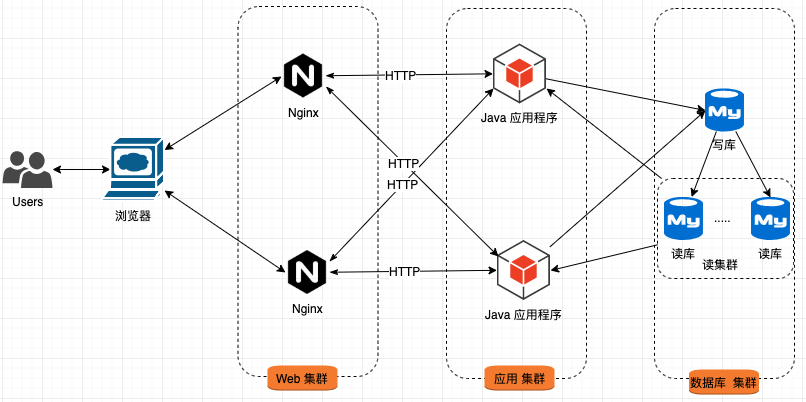 HTTP
Nginx
Java 应用程序
My
写库
HTTP
HTTP
Users
浏览器
My
.....
My
读库
读库
读集群
HTTP
Nginx
Java 应用程序
Web 集群
应用 集群
数据库 集群